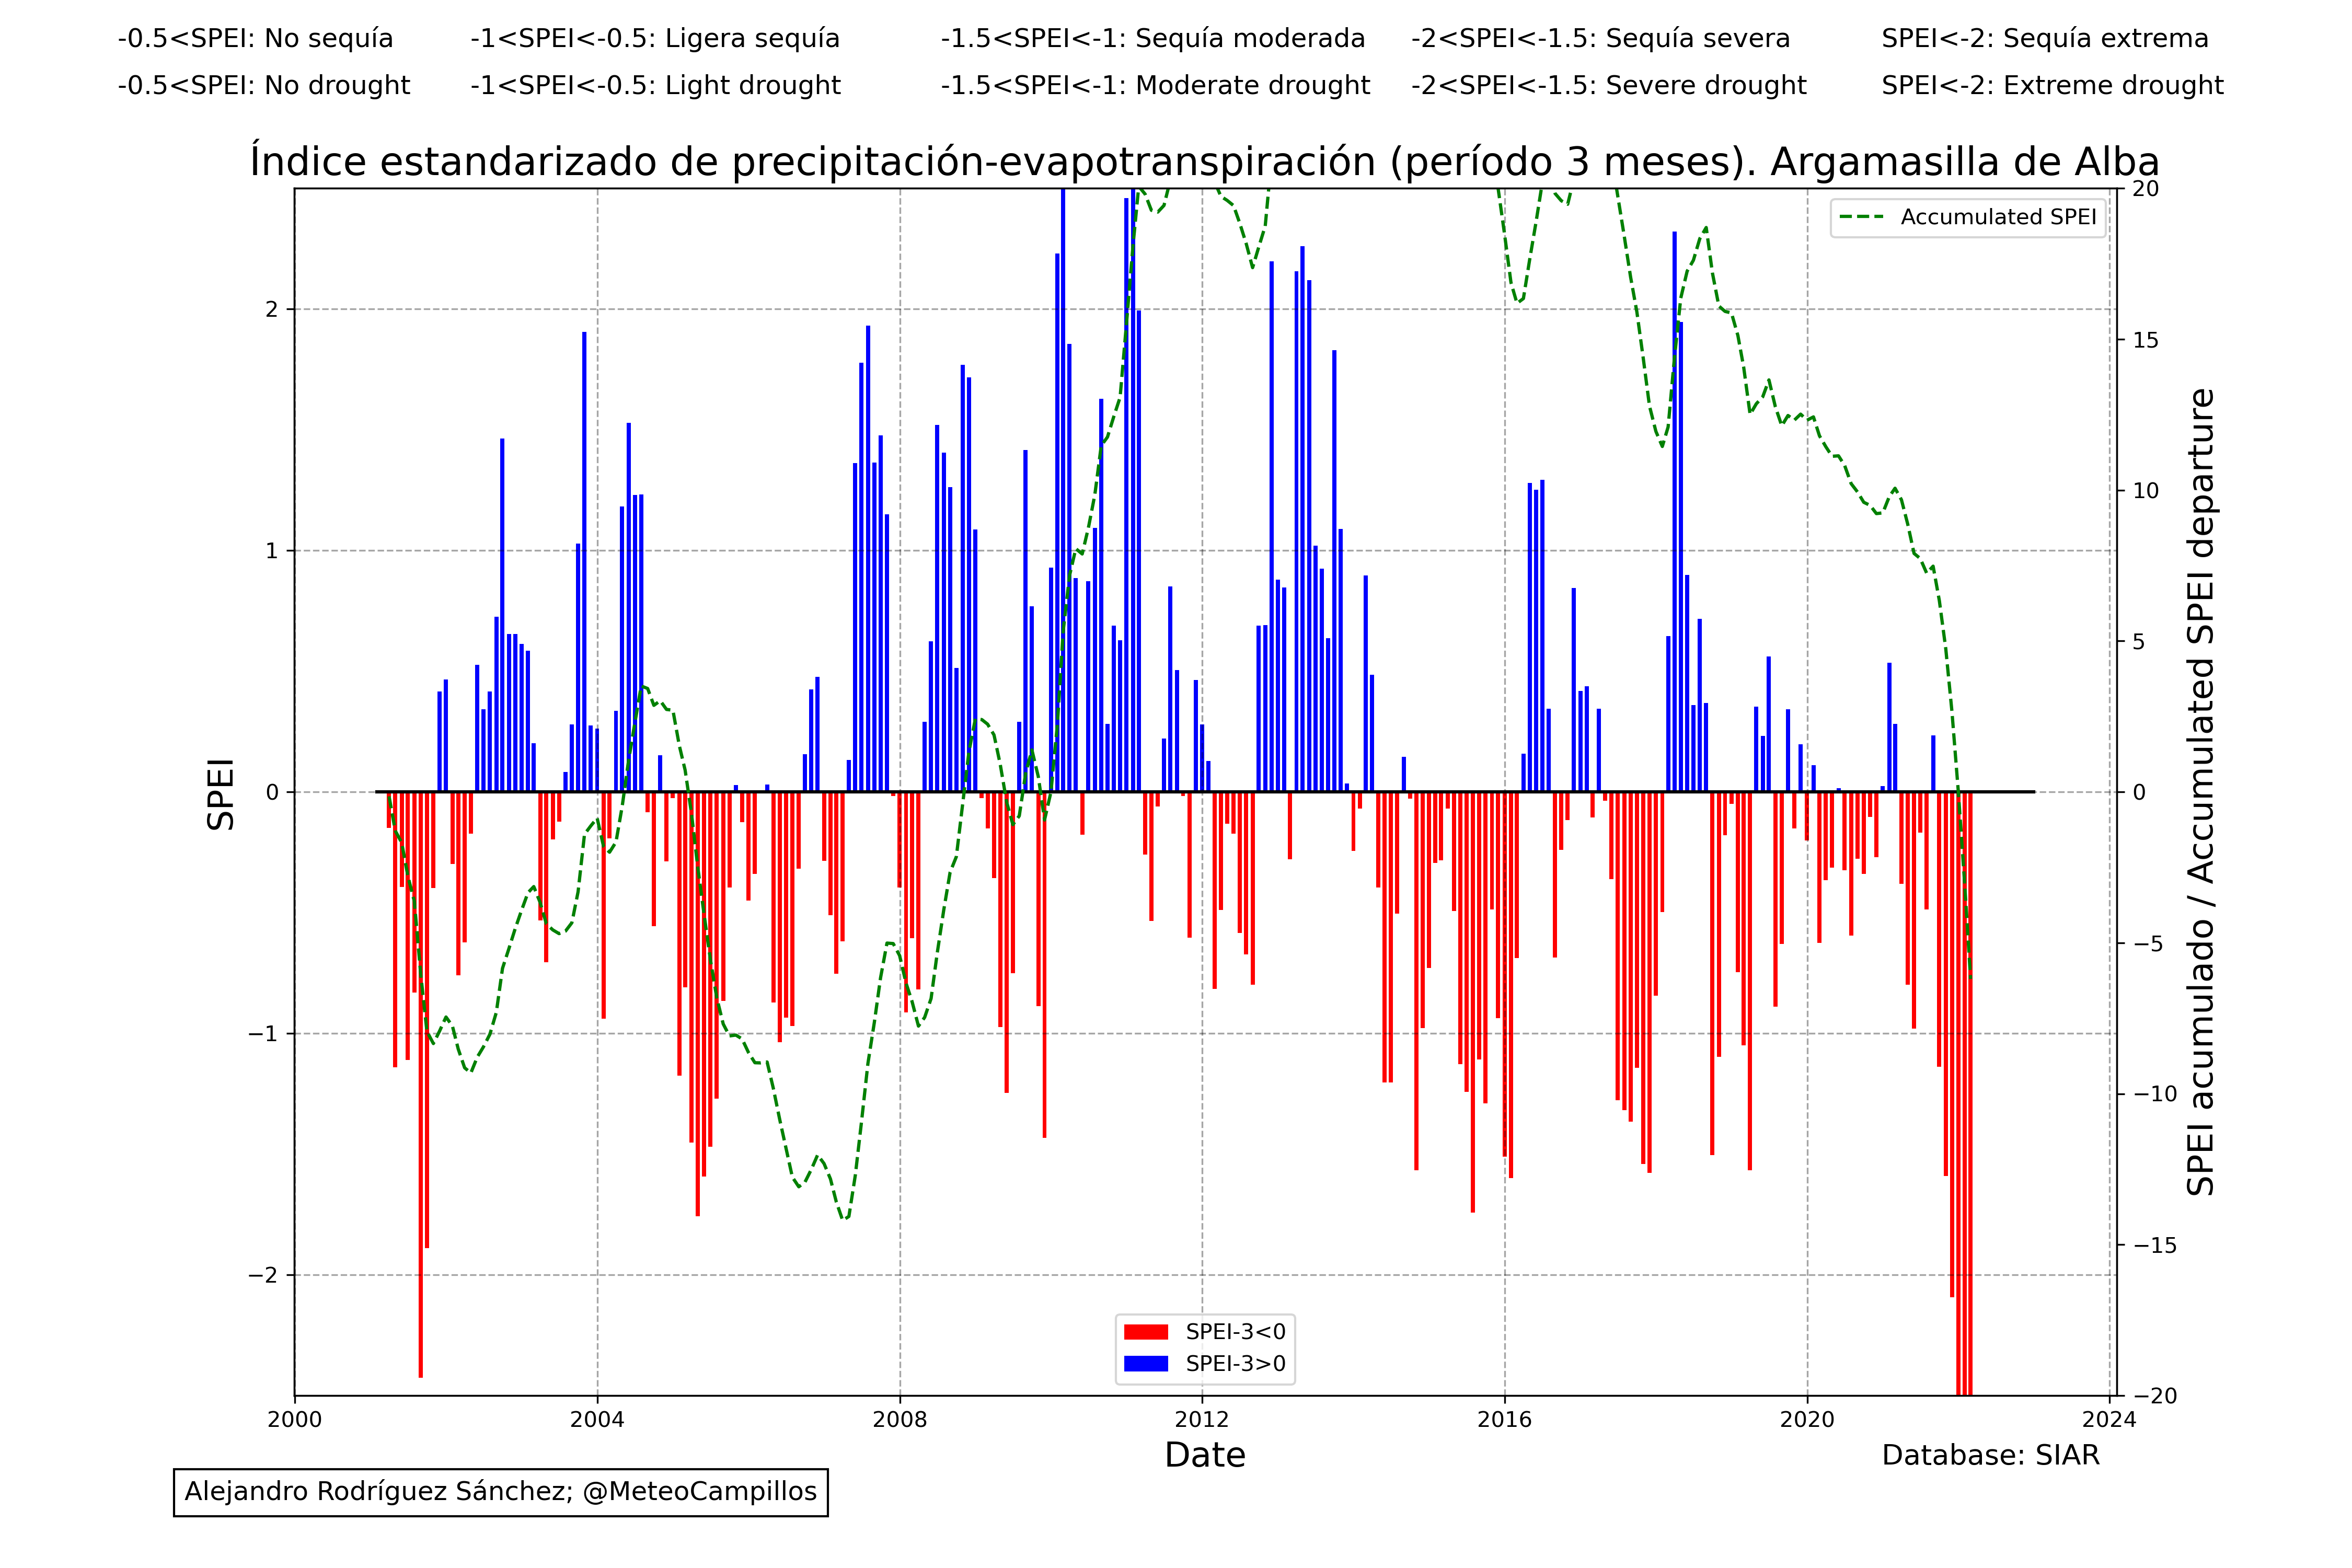 -0.5<SPEI: No sequía -1<SPEI<-0.5: Ligera sequía -1.5<SPEI<-1: Sequía moderada -2<SPEI<-1.5: Sequía severa SPEI<-2: Sequía extrema
-0.5<SPEI: No drought -1<SPEI<-0.5: Light drought -1.5<SPEI<-1: Moderate drought -2<SPEI<-1.5: Severe drought SPEI<-2: Extreme drought
Índice estandarizado de precipitación-evapotranspiración (período 3 meses). Argamasilla de Alba
Accumulated SPEI
2
1
0
−1
−2
SPEI
20
15
10
5
0
−5
−10
−15
−20
SPEI acumulado / Accumulated SPEI departure
SPEI-3<0
SPEI-3>0
2000 2004 2008 2012 2016 2020 2024
Date
Database: SIAR
Alejandro Rodríguez Sánchez; @MeteoCampillos